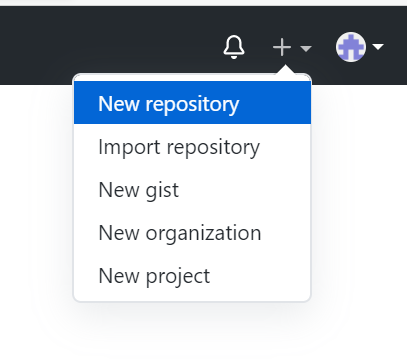 New repository
Import repository
New gist
New organization
New project